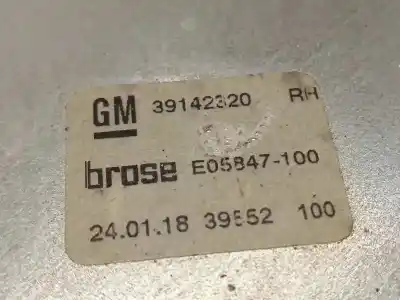 GM 39142320 RH
brose E05847-100
24.01.18 39552 100